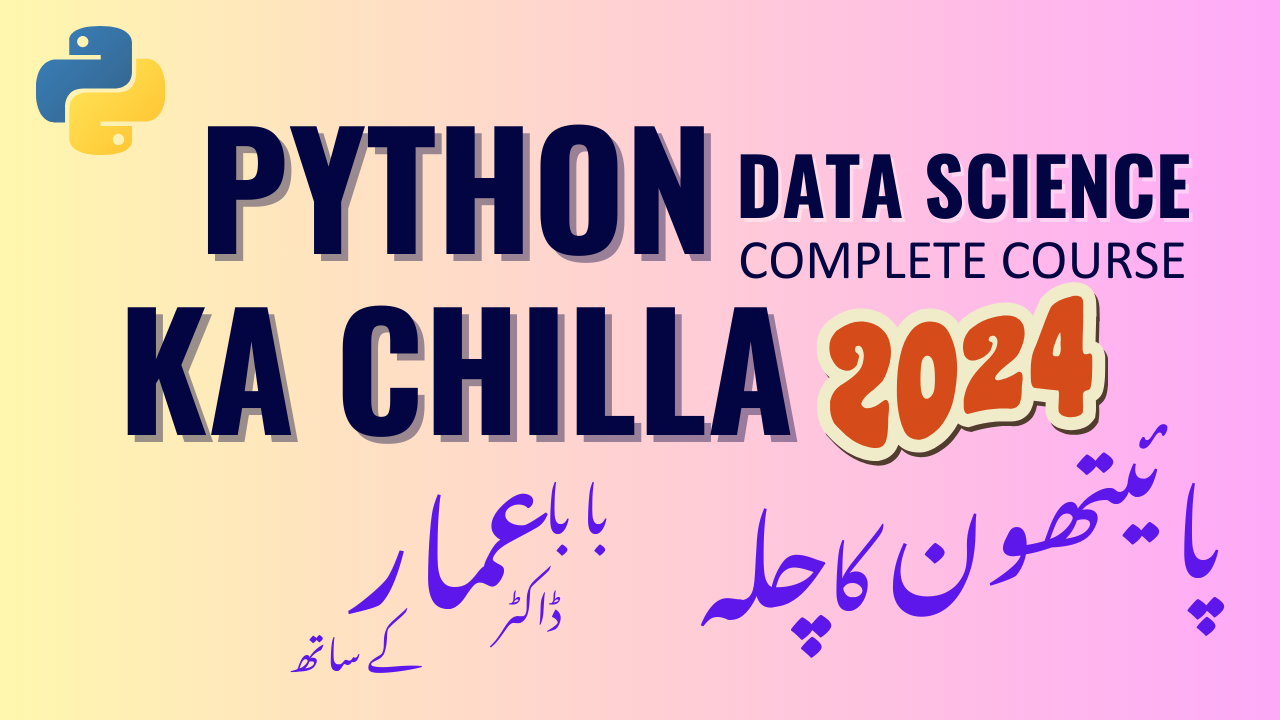 PYTHON
DATA SCIENCE
COMPLETE COURSE
KA CHILLA
2024
پائیتھون کا چلہ
بابا عمار
ڈاکٹر
کے ساتھ